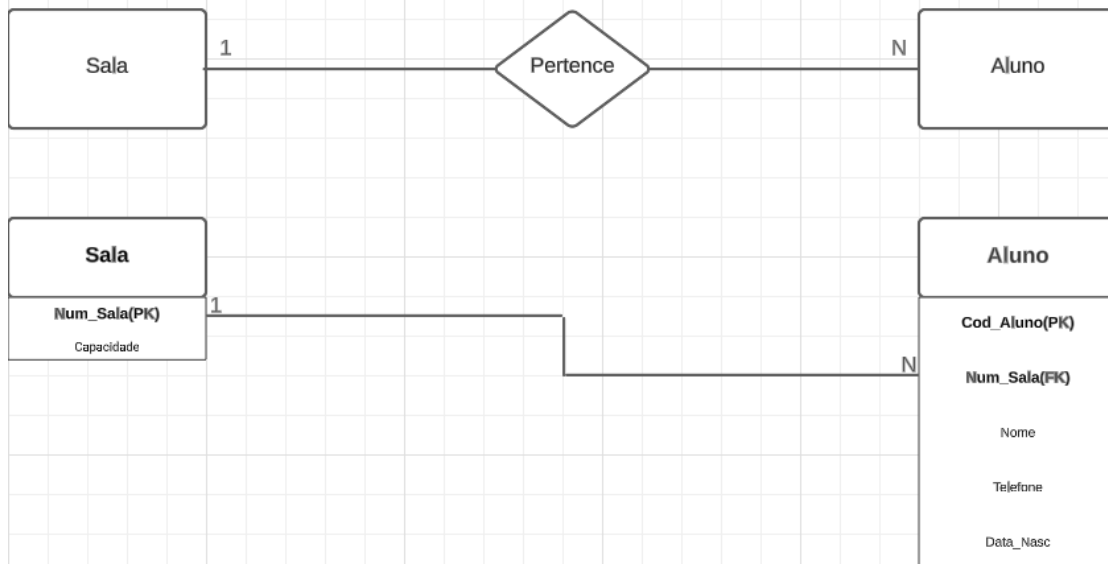 Sala
1
Pertence
N
Aluno
Sala
Num_Sala(PK)
Capacidade
1
N
Aluno
Cod_Aluno(PK)
Num_Sala(FK)
Nome
Telefone
Data_Nasc